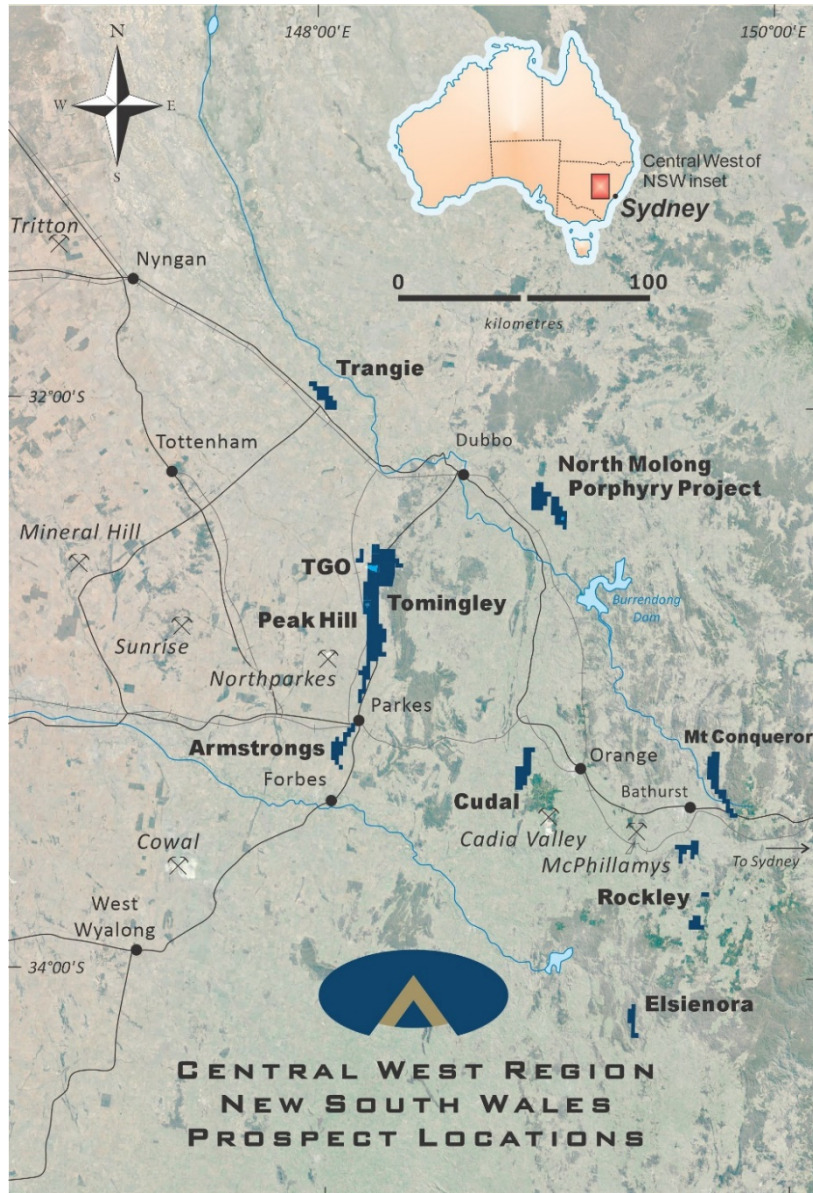 148°00'E
150°00'E
N
W
E
S
Central West of
NSW inset
Sydney
Tritton
Nyngan
0
100
kilometres
Trangie
32°00'S
Tottenham
Dubbo
North Molong
Porphyry Project
Mineral Hill
TGO
Tomingley
Burrendong
Dam
Peak Hill
Sunrise
Northparkes
Parkes
Armstrongs
Mt Conqueror
Orange
Forbes
Cudal
Bathurst
Cowal
Cadia Valley
McPhillamys
To Sydney
Rockley
West
Wyalong
34°00'S
Elsienora
CENTRAL WEST REGION
NEW SOUTH WALES
PROSPECT LOCATIONS